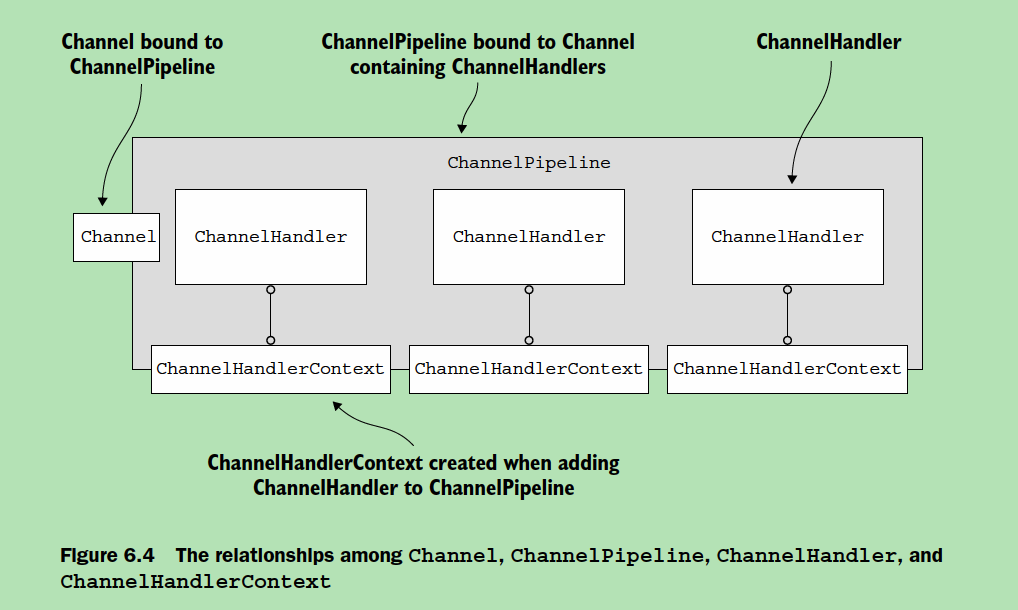 Channel bound to
ChannelPipeline
ChannelPipeline bound to Channel
containing ChannelHandlers
ChannelHandler
ChannelPipeline
Channel
ChannelHandler
ChannelHandler
ChannelHandler
ChannelHandlerContext
ChannelHandlerContext
ChannelHandlerContext
ChannelHandlerContext created when adding
ChannelHandler to ChannelPipeline
Figure 6.4 The relationships among Channel, ChannelPipeline, ChannelHandler, and
ChannelHandlerContext